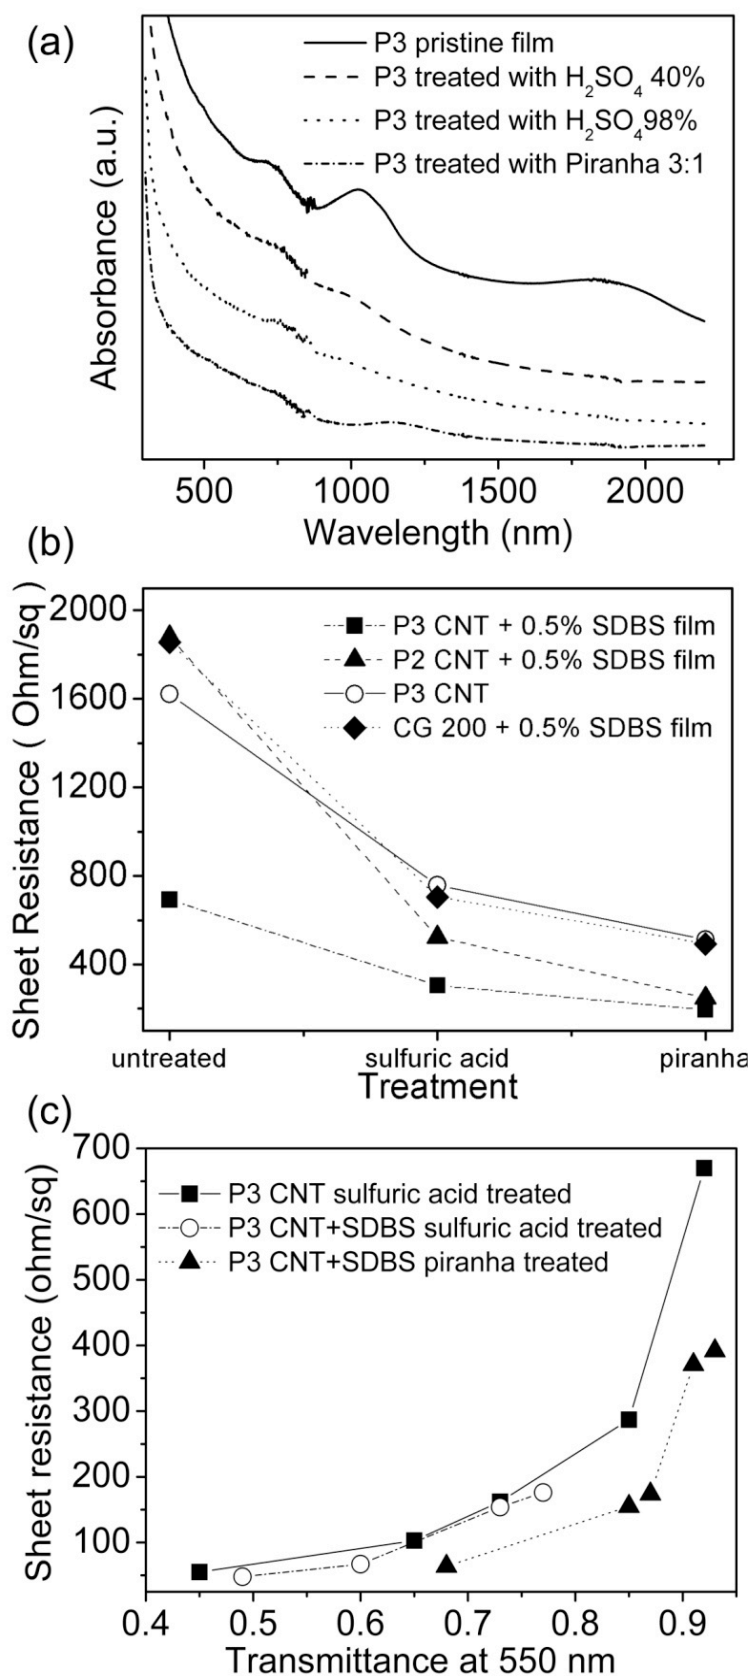 (a)
P3 pristine film
P3 treated with H₂SO₄ 40%
P3 treated with H₂SO₄98%
P3 treated with Piranha 3:1
Absorbance (a.u.)
500 1000 1500 2000
Wavelength (nm)
(b)
Sheet Resistance ( Ohm/sq)
2000
1600
1200
800
400
P3 CNT + 0.5% SDBS film
P2 CNT + 0.5% SDBS film
P3 CNT
CG 200 + 0.5% SDBS film
untreated sulfuric acid piranha
Treatment
(c)
Sheet resistance (ohm/sq)
700
600
500
400
300
200
100
P3 CNT sulfuric acid treated
P3 CNT+SDBS sulfuric acid treated
P3 CNT+SDBS piranha treated
0.4 0.5 0.6 0.7 0.8 0.9
Transmittance at 550 nm